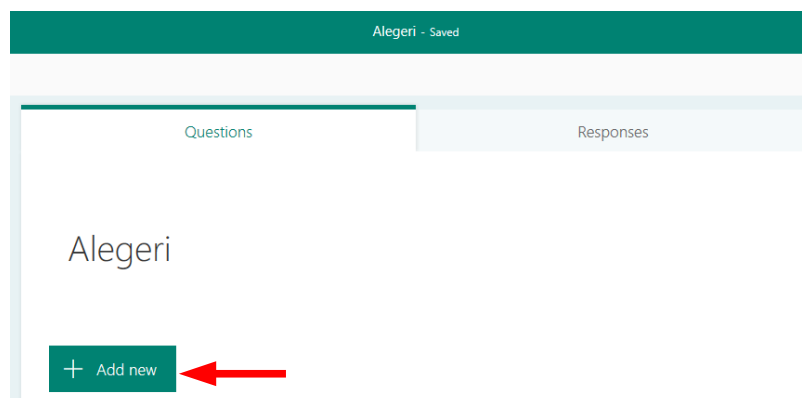 Alegeri - Saved
Questions
Responses
Alegeri
Add new